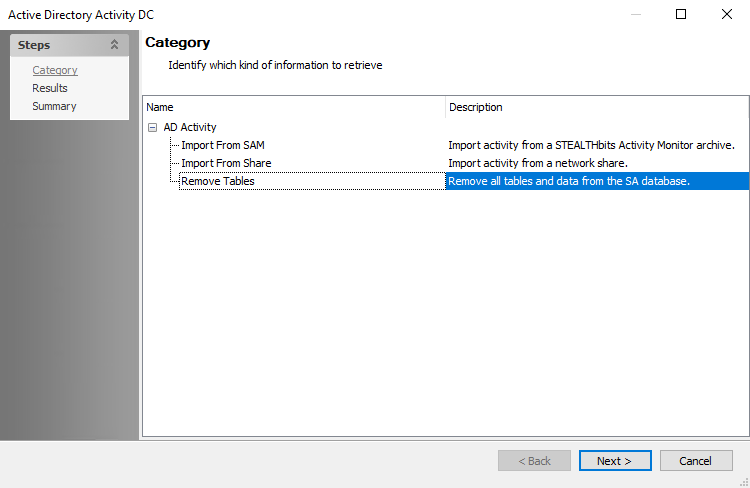 Active Directory Activity DC
Steps
Category
Results
Summary
Category
Identify which kind of information to retrieve
Name Description
AD Activity
Import From SAM Import activity from a STEALTHbits Activity Monitor archive.
Import From Share Import activity from a network share.
Remove Tables Remove all tables and data from the SA database.
< Back Next > Cancel